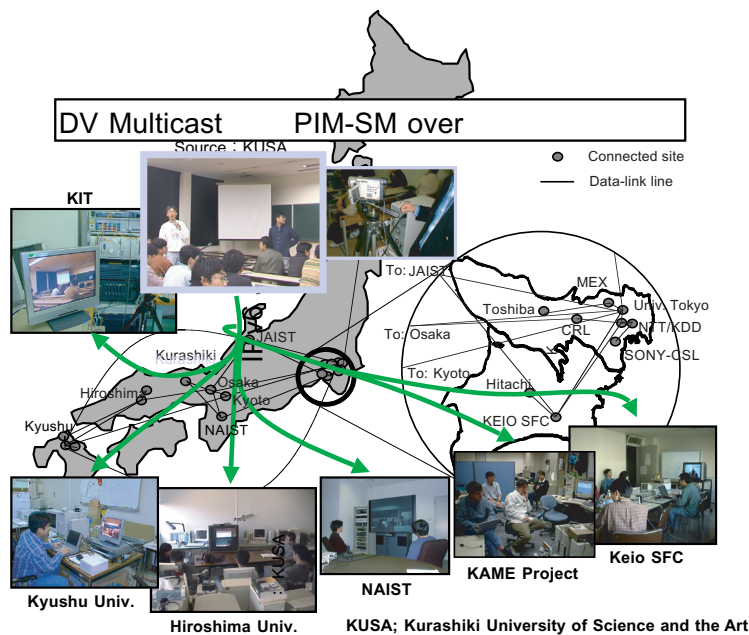 DV Multicast PIM-SM over
Source : KUSA
Connected site
Data-link line
KIT
To: JAIST
MEX
Toshiba
Univ. Tokyo
CRL
NTT/KDD
To: Osaka
SONY-CSL
JAIST
Kurashiki
To: Kyoto
Hitachi
Hiroshima
Osaka
Kyoto
KEIO SFC
NAIST
Kyushu
KUSA
Kyushu Univ.
Hiroshima Univ.
NAIST
KAME Project
Keio SFC
KUSA; Kurashiki University of Science and the Art